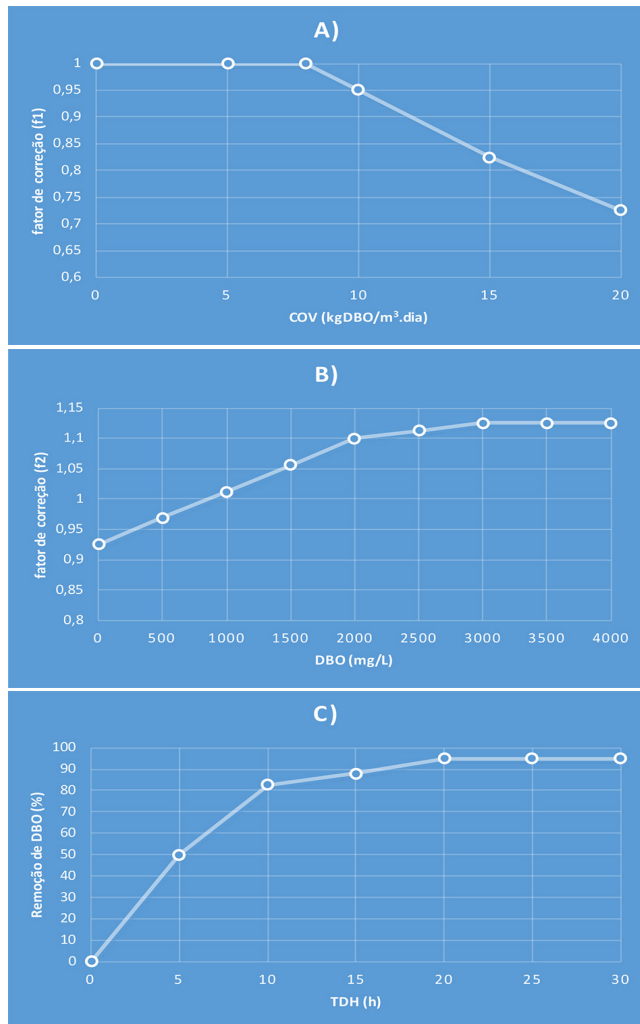 A)
fator de correção (f1)
1
0,95
0,9
0,85
0,8
0,75
0,7
0,65
0,6
0 5 10 15 20
COV (kgDBO/m³.dia)
B)
fator de correção (f2)
1,15
1,1
1,05
1
0,95
0,9
0,85
0,8
0 500 1000 1500 2000 2500 3000 3500 4000
DBO (mg/L)
C)
Remoção de DBO (%)
100
90
80
70
60
50
40
30
20
10
0
0 5 10 15 20 25 30
TDH (h)